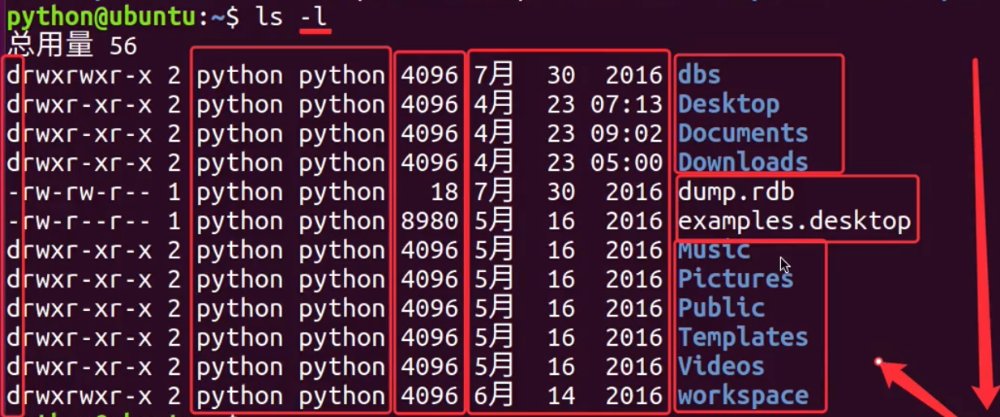 python@ubuntu:~$ ls -l
总用量 56
drwxrwxr-x 2 python python 4096 7月 30 2016 dbs
drwxr-xr-x 2 python python 4096 4月 23 07:13 Desktop
drwxr-xr-x 2 python python 4096 4月 23 09:02 Documents
drwxr-xr-x 2 python python 4096 4月 23 05:00 Downloads
-rw-rw-r-- 1 python python 18 7月 30 2016 dump.rdb
-rw-r--r-- 1 python python 8980 5月 16 2016 examples.desktop
drwxr-xr-x 2 python python 4096 5月 16 2016 Music
drwxr-xr-x 2 python python 4096 5月 16 2016 Pictures
drwxr-xr-x 2 python python 4096 5月 16 2016 Public
drwxr-xr-x 2 python python 4096 5月 16 2016 Templates
drwxr-xr-x 2 python python 4096 5月 16 2016 Videos
drwxrwxr-x 2 python python 4096 6月 14 2016 workspace